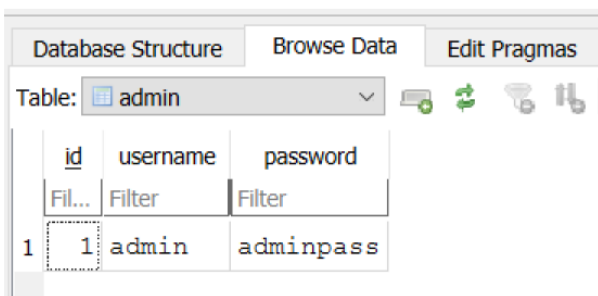 Database Structure Browse Data Edit Pragmas
Table: admin
id username password
Fil... Filter Filter
1 1 admin adminpass